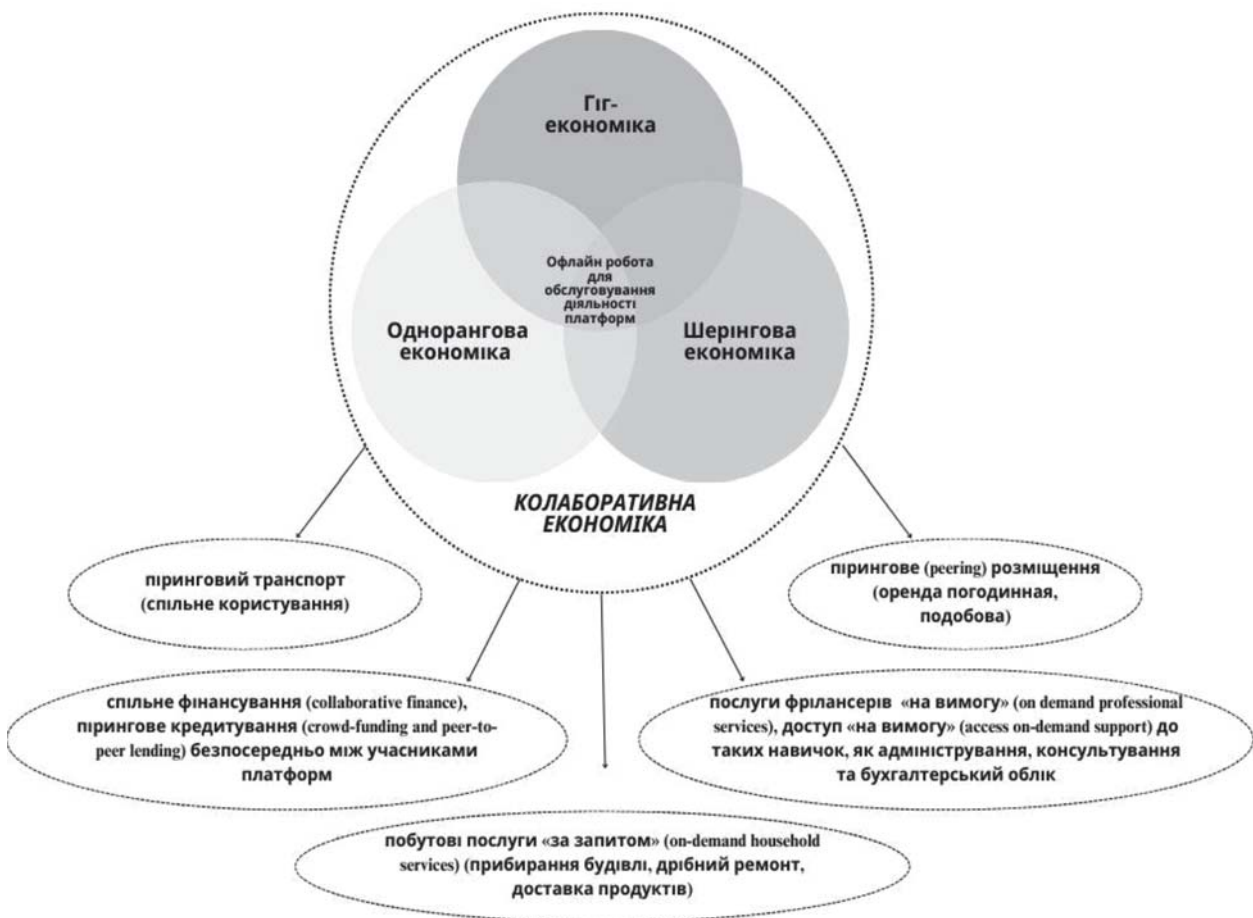 Гіг-
економіка
Офлайн робота
для
обслуговування
діяльності
платформ
Однорангова
економіка
Шерінгова
економіка
КОЛАБОРАТИВНА
ЕКОНОМІКА
піринговий транспорт
(спільне користування)
пірингове (peering) розміщення
(оренда погодинная,
подобова)
спільне фінансування (collaborative finance),
пірингове кредитування (crowd-funding and peer-to-
peer lending) безпосередньо між учасниками
платформ
послуги фрілансерів «на вимогу» (on demand professional
services), доступ «на вимогу» (access on-demand support) до
таких навичок, як адміністрування, консультування
та бухгалтерський облік
побутові послуги «за запитом» (on-demand household
services) (прибирання будівлі, дрібний ремонт,
доставка продуктів)